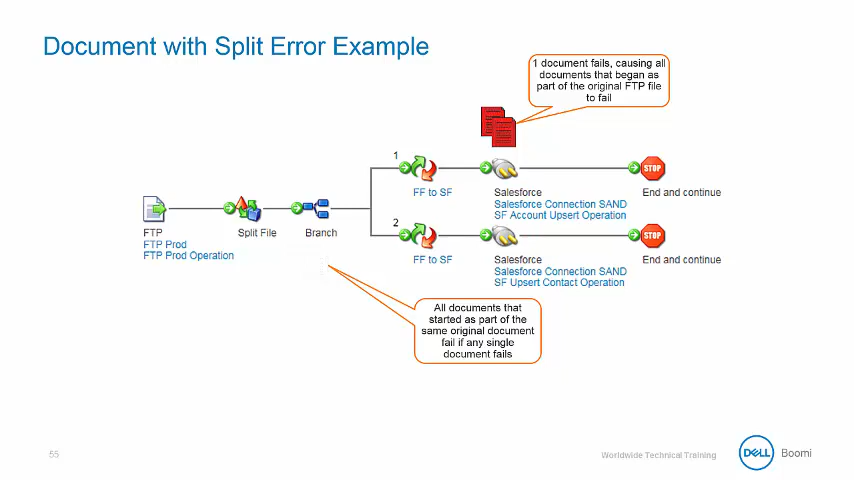 Document with Split Error Example
1 document fails, causing all
documents that began as
part of the original FTP file
to fail
1
STOP
FF to SF
Salesforce
Salesforce Connection SAND
SF Account Upsert Operation
End and continue
FTP
FTP Prod
FTP Prod Operation
Split File
Branch
2
STOP
FF to SF
Salesforce
Salesforce Connection SAND
SF Upsert Contact Operation
End and continue
All documents that
started as part of the
same original document
fail if any single
document fails
55
Worldwide Technical Training
DELL
Boomi